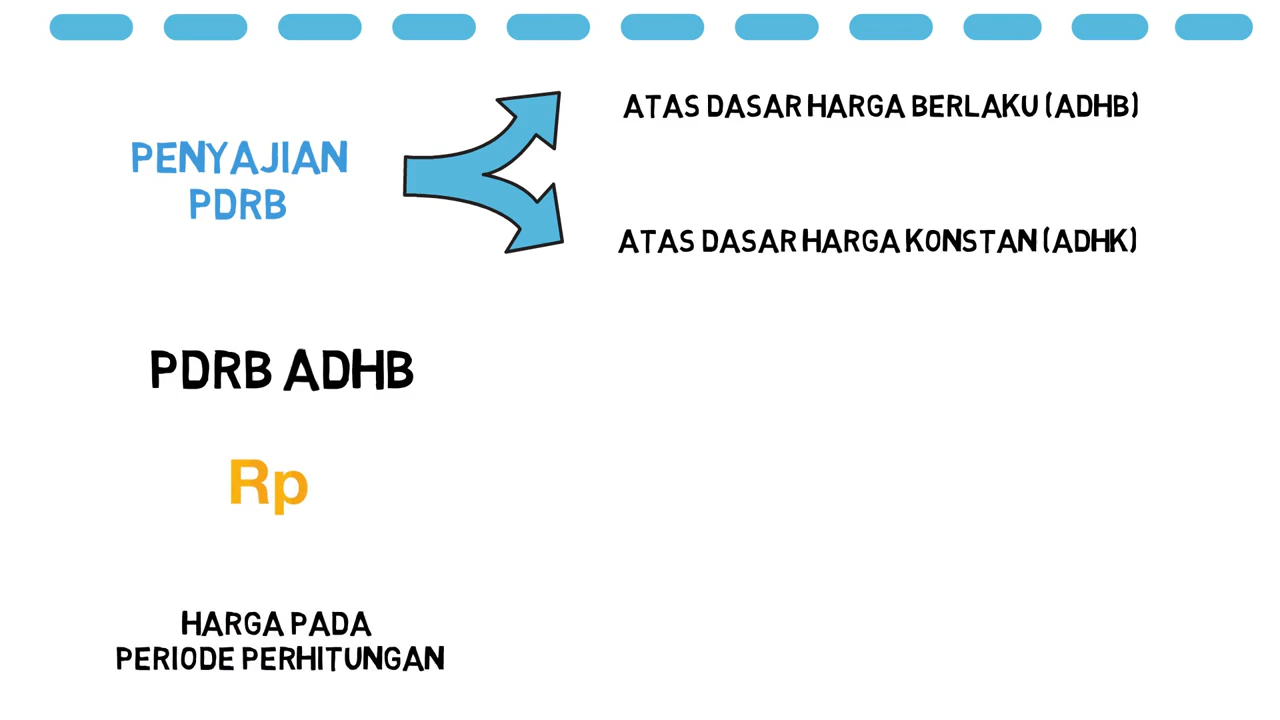 PENYAJIAN
PDRB
ATAS DASAR HARGA BERLAKU (ADHB)
ATAS DASAR HARGA KONSTAN (ADHK)
PDRB ADHB
Rp
HARGA PADA
PERIODE PERHITUNGAN